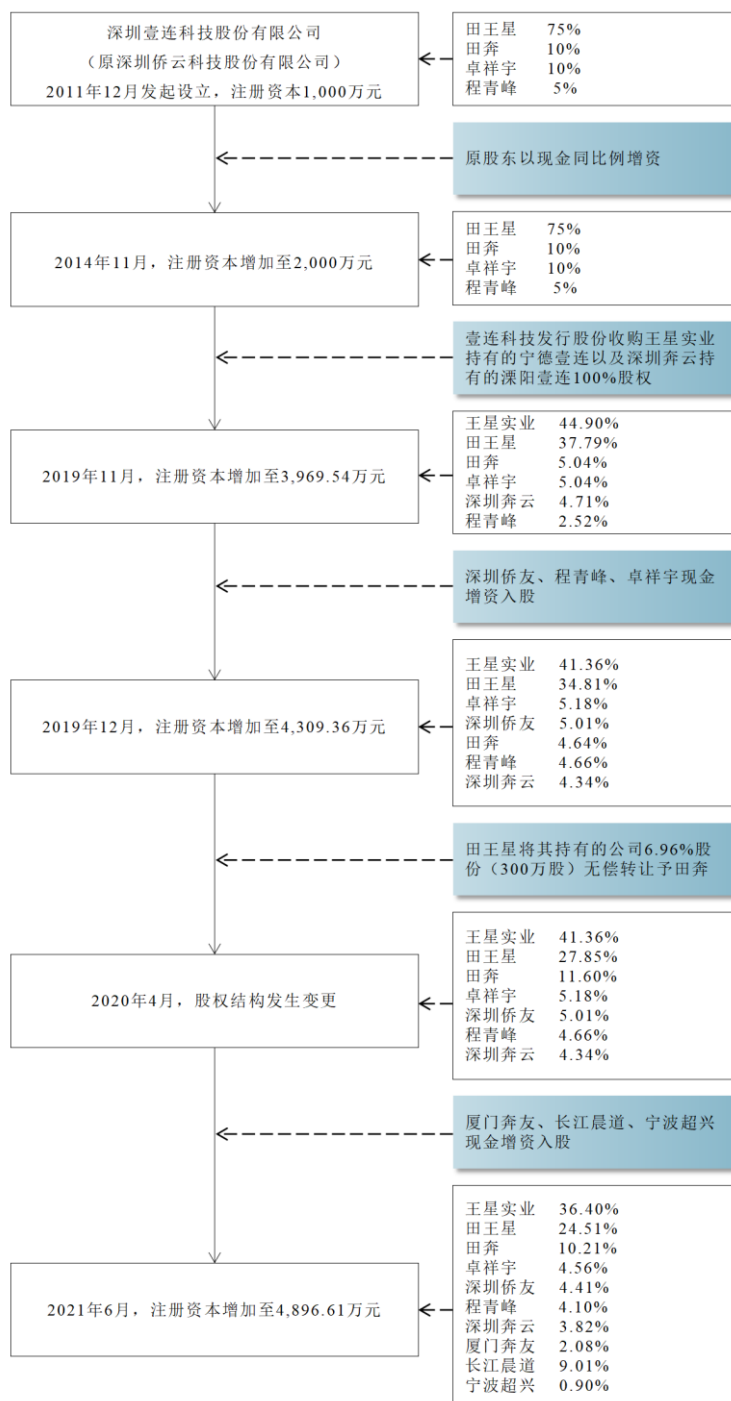 深圳壹连科技股份有限公司
（原深圳侨云科技股份有限公司）
2011年12月发起设立，注册资本1,000万元
田王星 75%
田奔 10%
卓祥宇 10%
程青峰 5%
原股东以现金同比例增资
2014年11月，注册资本增加至2,000万元
田王星 75%
田奔 10%
卓祥宇 10%
程青峰 5%
壹连科技发行股份收购王星实业
持有的宁德壹连以及深圳奔云持
有的溧阳壹连100%股权
2019年11月，注册资本增加至3,969.54万元
王星实业 44.90%
田王星 37.79%
田奔 5.04%
卓祥宇 5.04%
深圳奔云 4.71%
程青峰 2.52%
深圳侨友、程青峰、卓祥宇现金
增资入股
2019年12月，注册资本增加至4,309.36万元
王星实业 41.36%
田王星 34.81%
卓祥宇 5.18%
深圳侨友 5.01%
田奔 4.64%
程青峰 4.66%
深圳奔云 4.34%
田王星将其持有的公司6.96%股
份（300万股）无偿转让予田奔
2020年4月，股权结构发生变更
王星实业 41.36%
田王星 27.85%
田奔 11.60%
卓祥宇 5.18%
深圳侨友 5.01%
程青峰 4.66%
深圳奔云 4.34%
厦门奔友、长江晨道、宁波超兴
现金增资入股
2021年6月，注册资本增加至4,896.61万元
王星实业 36.40%
田王星 24.51%
田奔 10.21%
卓祥宇 4.56%
深圳侨友 4.41%
程青峰 4.10%
深圳奔云 3.82%
厦门奔友 2.08%
长江晨道 9.01%
宁波超兴 0.90%